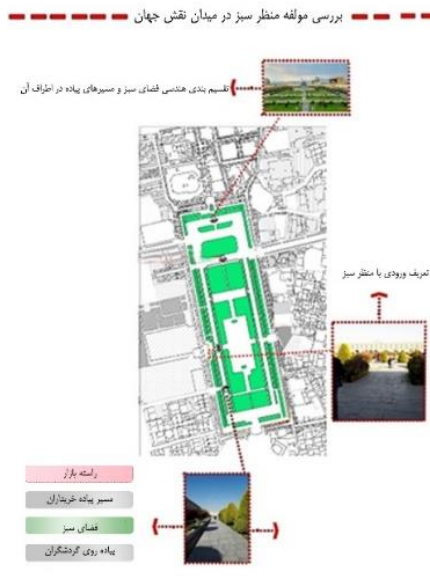 بررسی مولفه منظر سبز در میدان نقش جهان
تقسیم بندی هندسی فضای سبز و مسیرهای پیاده در اطراف آن
تعریف ورودی با منظر سبز
راسته بازار
مسیر پیاده خریداران
فضای سبز
پیاده روی گردشگران